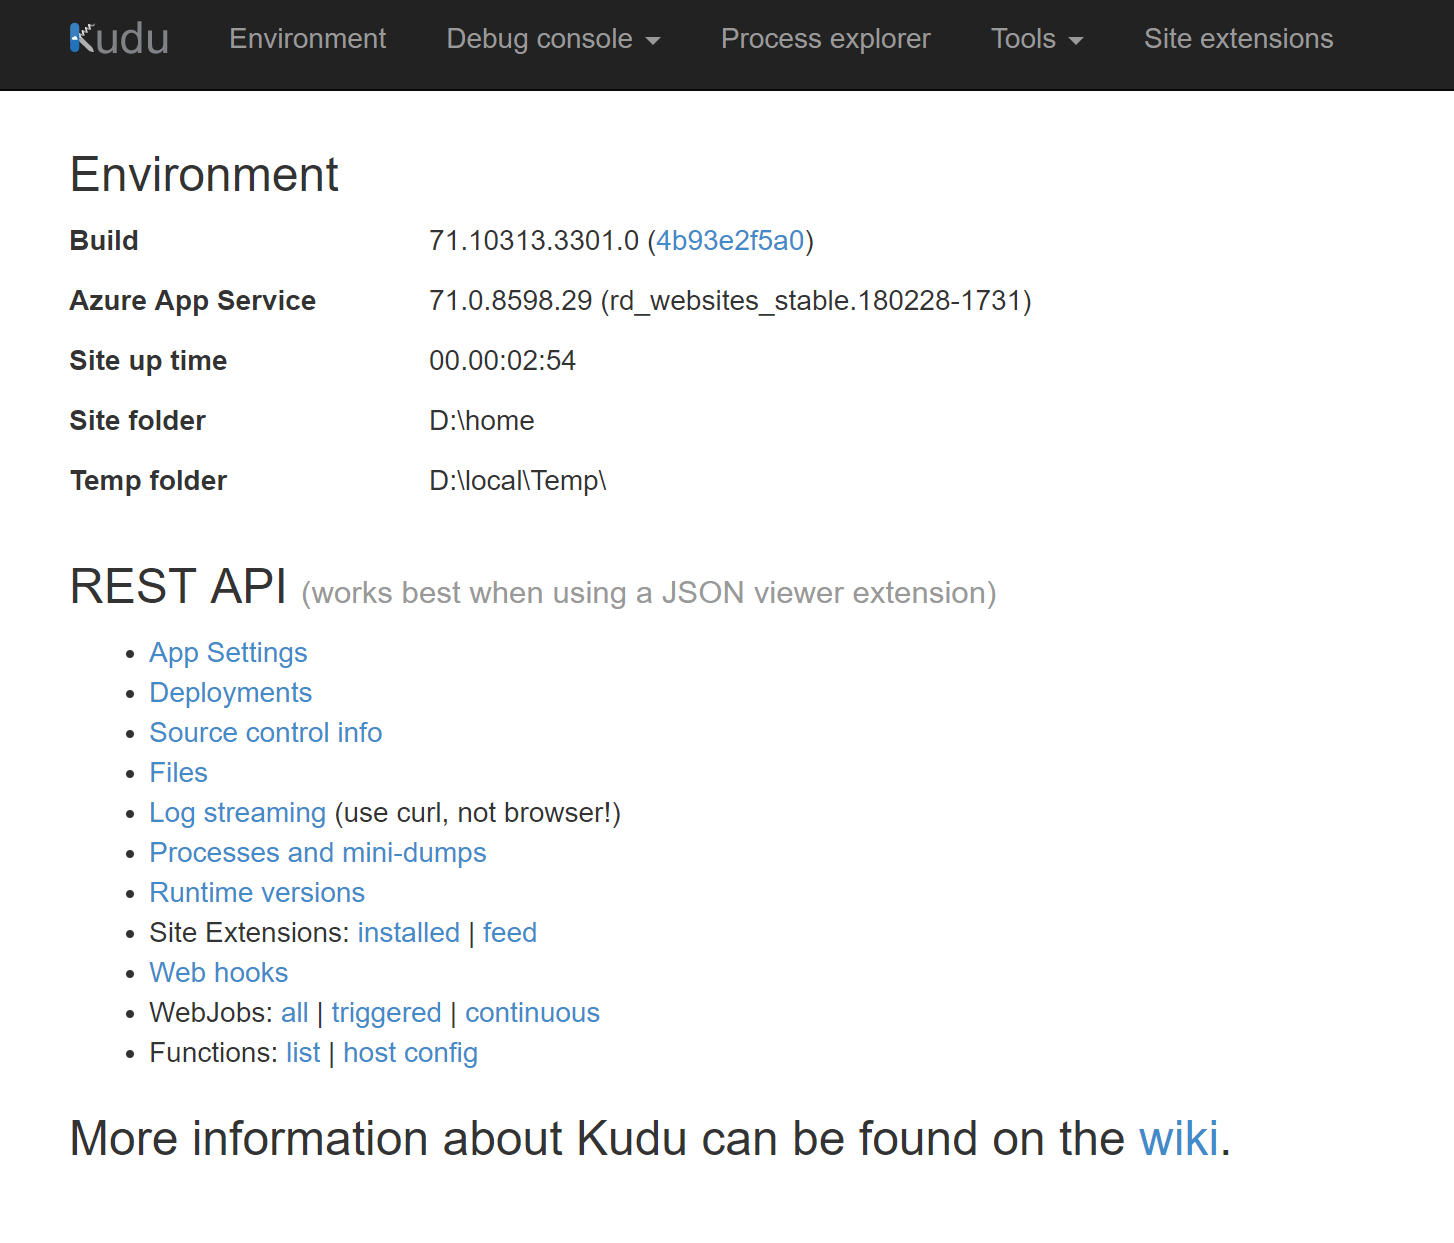 Kudu Environment Debug console Process explorer Tools Site extensions
Environment
Build 71.10313.3301.0 (4b93e2f5a0)
Azure App Service 71.0.8598.29 (rd_websites_stable.180228-1731)
Site up time 00.00:02:54
Site folder D:\home
Temp folder D:\local\Temp\
REST API (works best when using a JSON viewer extension)
• App Settings
• Deployments
• Source control info
• Files
• Log streaming (use curl, not browser!)
• Processes and mini-dumps
• Runtime versions
• Site Extensions: installed | feed
• Web hooks
• WebJobs: all | triggered | continuous
• Functions: list | host config
More information about Kudu can be found on the wiki.